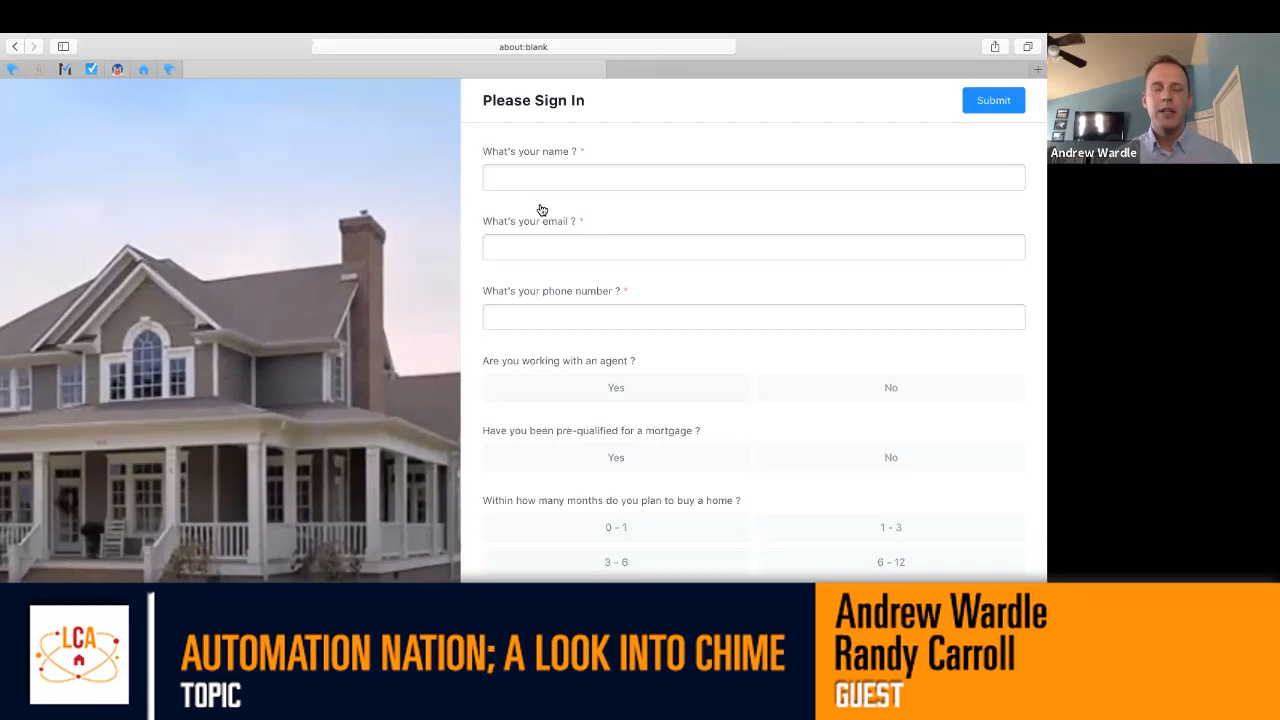 about:blank
Please Sign In
Submit
What's your name ? *
What's your email ? *
What's your phone number ? *
Are you working with an agent ?
Yes
No
Have you been pre-qualified for a mortgage ?
Yes
No
Within how many months do you plan to buy a home ?
0 - 1
1 - 3
3 - 6
6 - 12
Andrew Wardle
LCA
AUTOMATION NATION; A LOOK INTO CHIME
TOPIC
Andrew Wardle
Randy Carroll
GUEST